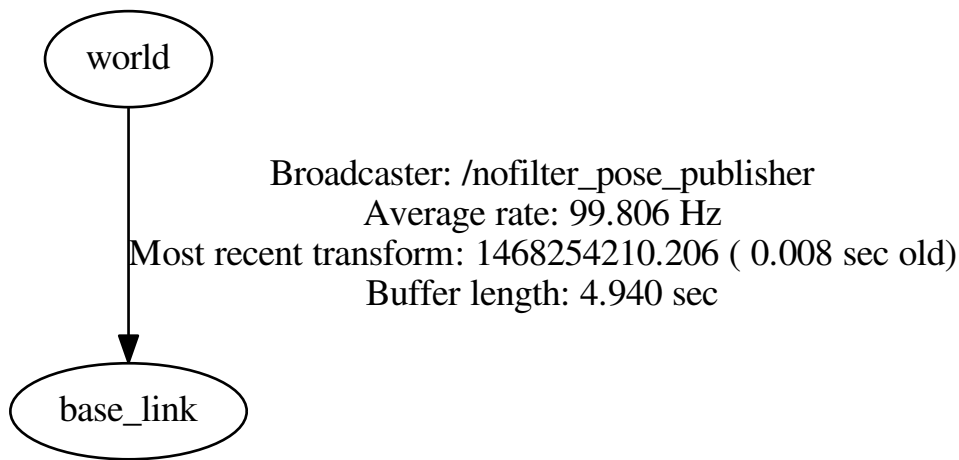 world
Broadcaster: /nofilter_pose_publisher
Average rate: 99.806 Hz
Most recent transform: 1468254210.206 ( 0.008 sec old)
Buffer length: 4.940 sec
base_link